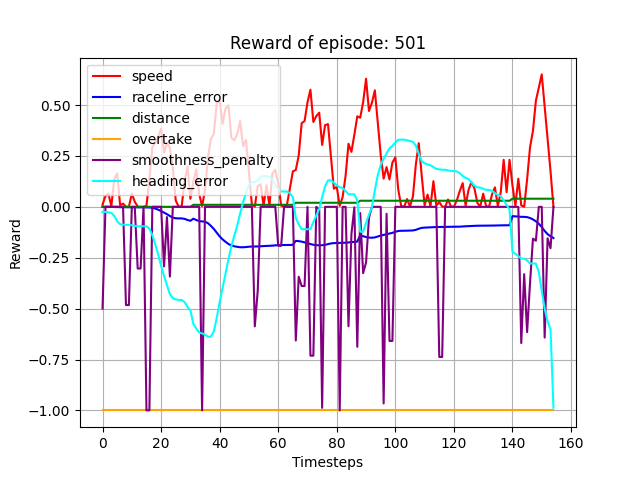 Reward of episode: 501
speed
raceline_error
distance
overtake
smoothness_penalty
heading_error
Reward
0.50
0.25
0.00
−0.25
−0.50
−0.75
−1.00
0 20 40 60 80 100 120 140 160
Timesteps